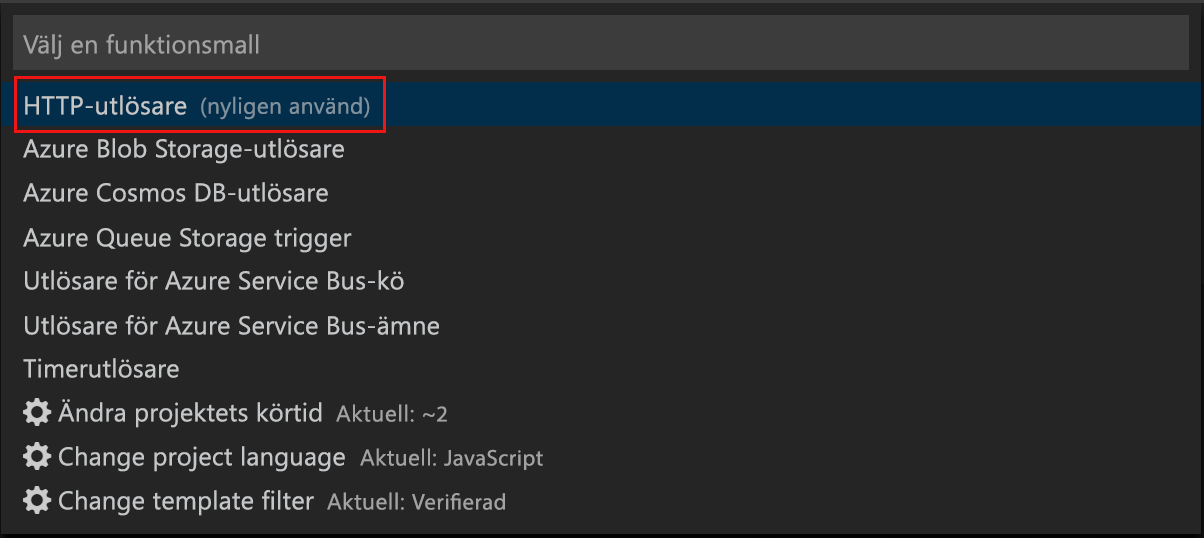 Välj en funktionsmall
HTTP-utlösare (nyligen använd)
Azure Blob Storage-utlösare
Azure Cosmos DB-utlösare
Azure Queue Storage trigger
Utlösare för Azure Service Bus-kö
Utlösare för Azure Service Bus-ämne
Timerutlösare
Ändra projektets körtid Aktuell: ~2
Change project language Aktuell: JavaScript
Change template filter Aktuell: Verifierad